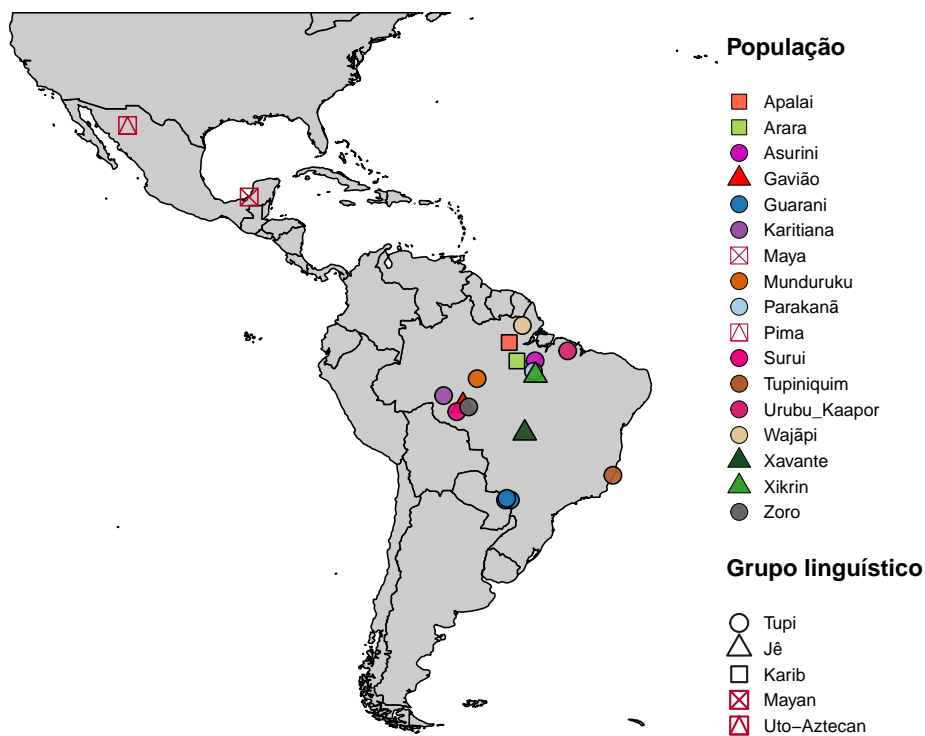 População
Apalai
Arara
Asurini
Gavião
Guarani
Karitiana
Maya
Munduruku
Parakanã
Pima
Surui
Tupiniquim
Urubu_Kaapor
Wajãpi
Xavante
Xikrin
Zoro
Grupo linguístico
Tupi
Jê
Karib
Mayan
Uto−Aztecan